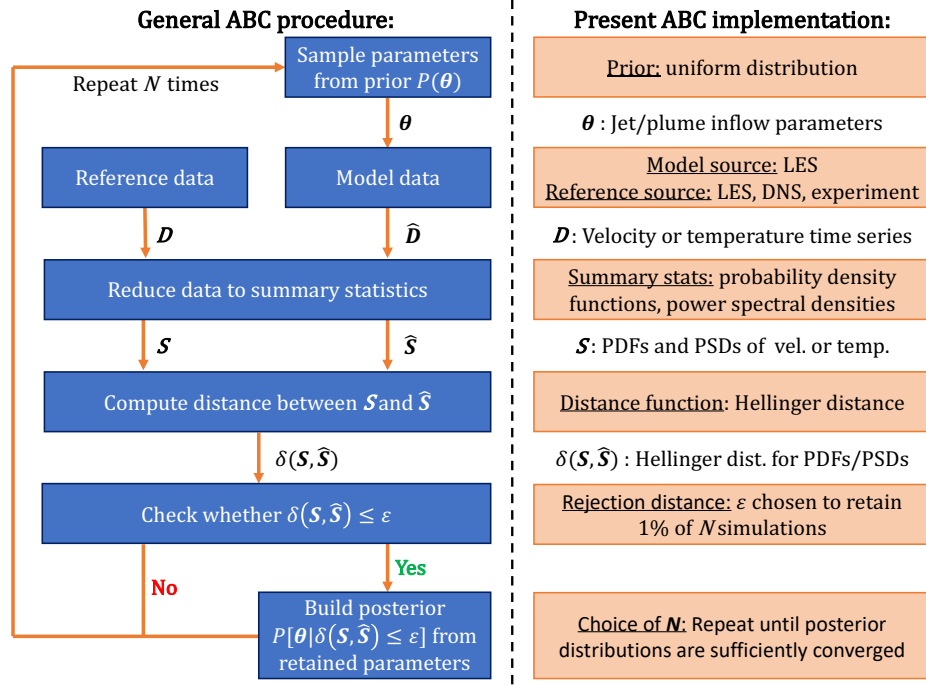 General ABC procedure:
Sample parameters
from prior P(θ)
Repeat N times
θ
Reference data
Model data
D
D̂
Reduce data to summary statistics
S
Ŝ
Compute distance between S and Ŝ
δ(S, Ŝ)
Check whether δ(S, Ŝ) ≤ ε
Yes
No
Build posterior
P[θ|δ(S, Ŝ) ≤ ε] from
retained parameters
Present ABC implementation:
Prior: uniform distribution
θ : Jet/plume inflow parameters
Model source: LES
Reference source: LES, DNS, experiment
D: Velocity or temperature time series
Summary stats: probability density
functions, power spectral densities
S: PDFs and PSDs of vel. or temp.
Distance function: Hellinger distance
δ(S, Ŝ) : Hellinger dist. for PDFs/PSDs
Rejection distance: ε chosen to retain
1% of N simulations
Choice of N: Repeat until posterior
distributions are sufficiently converged